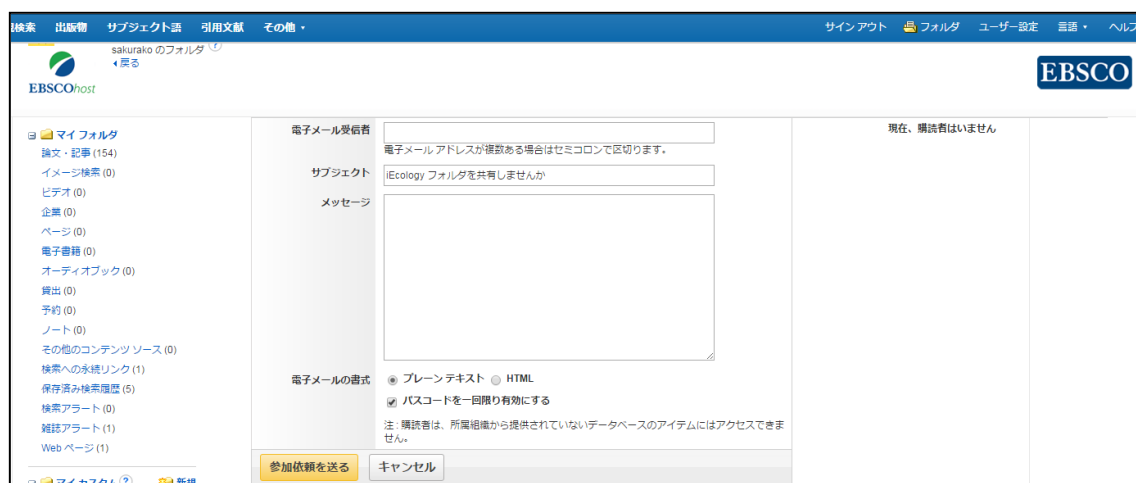 検索 出版物 サブジェクト語 引用文献 その他 サインアウト フォルダ ユーザー設定 言語 ヘルプ
sakurako のフォルダ ?
戻る
EBSCOhost
EBSCO
マイ フォルダ
論文・記事 (154)
イメージ検索 (0)
ビデオ (0)
企業 (0)
ページ (0)
電子書籍 (0)
オーディオブック (0)
貸出 (0)
予約 (0)
ノート (0)
その他のコンテンツ ソース (0)
検索への永続リンク (1)
保存済み検索履歴 (5)
検索アラート (0)
雑誌アラート (1)
Web ページ (1)
マイ カスタム ? 新規
電子メール受信者
電子メール アドレスが複数ある場合はセミコロンで区切ります。
サブジェクト iEcology フォルダを共有しませんか
メッセージ
電子メールの書式 プレーン テキスト HTML
パスコードを一回限り有効にする
注: 購読者は、所属組織から提供されていないデータベースのアイテムにはアクセスできま
せん。
参加依頼を送る キャンセル
現在、購読者はいません